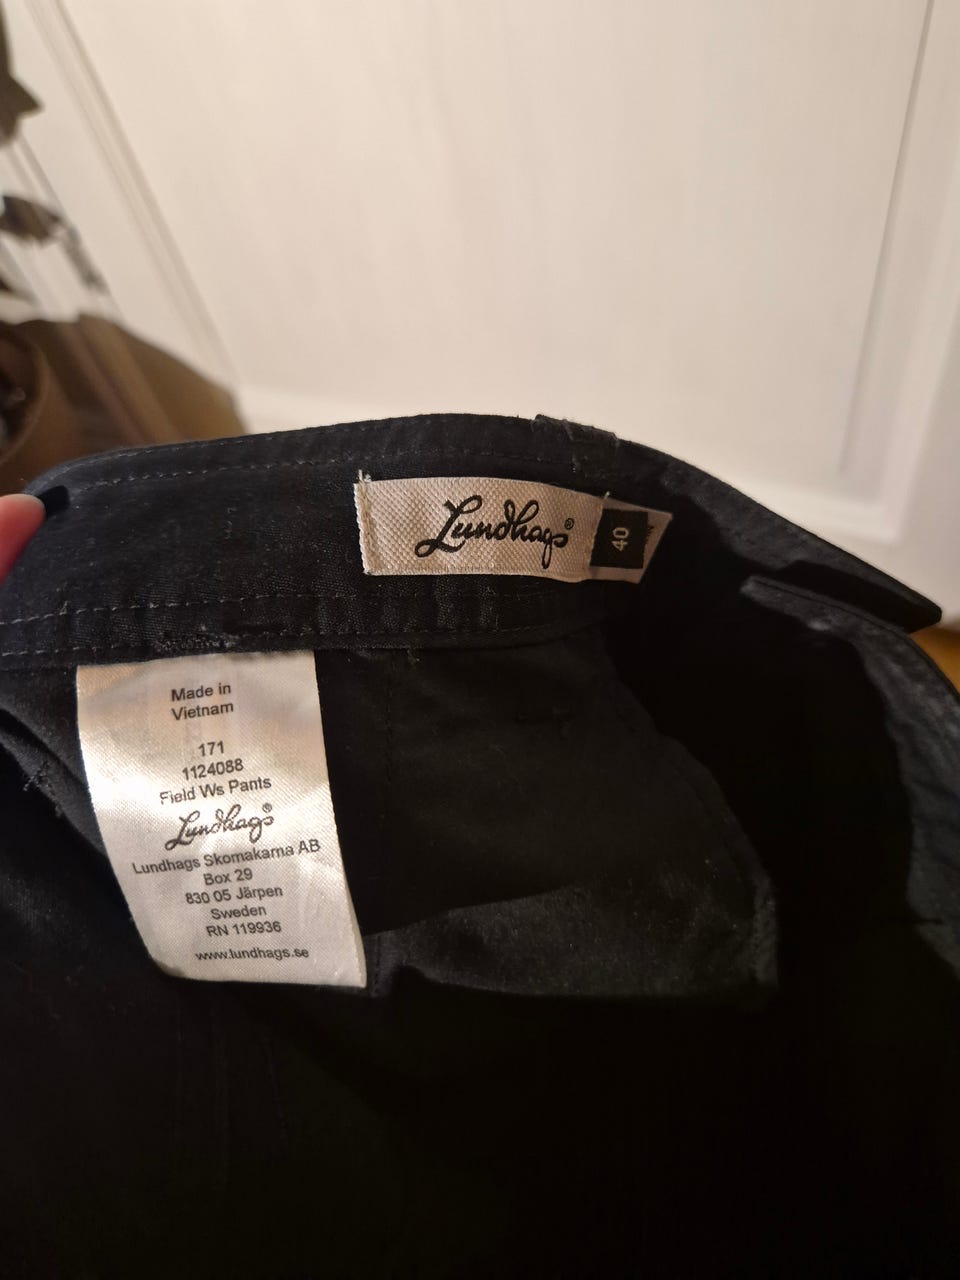 Lundhags®
40
Made in
Vietnam
171
1124088
Field Ws Pants
Lundhags®
Lundhags Skomakarna AB
Box 29
830 05 Järpen
Sweden
RN 119936
www.lundhags.se